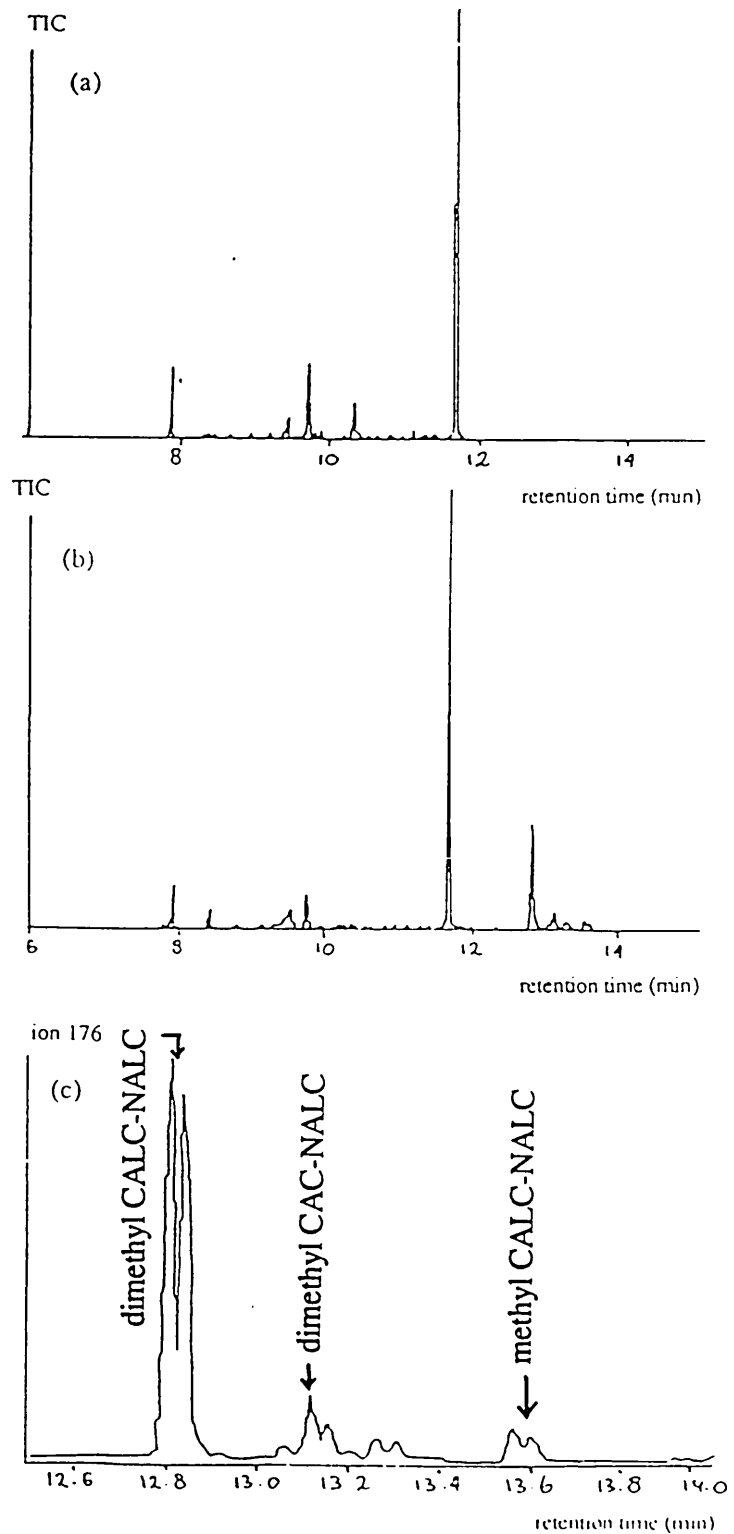 TIC
(a)
8 10 12 14
retention time (min)
TIC
(b)
6 8 10 12 14
retention time (min)
ion 176
(c)
dimethyl CALC-NALC
dimethyl CAC-NALC
methyl CALC-NALC
12.6 12.8 13.0 13.2 13.4 13.6 13.8 14.0
retention time (min)